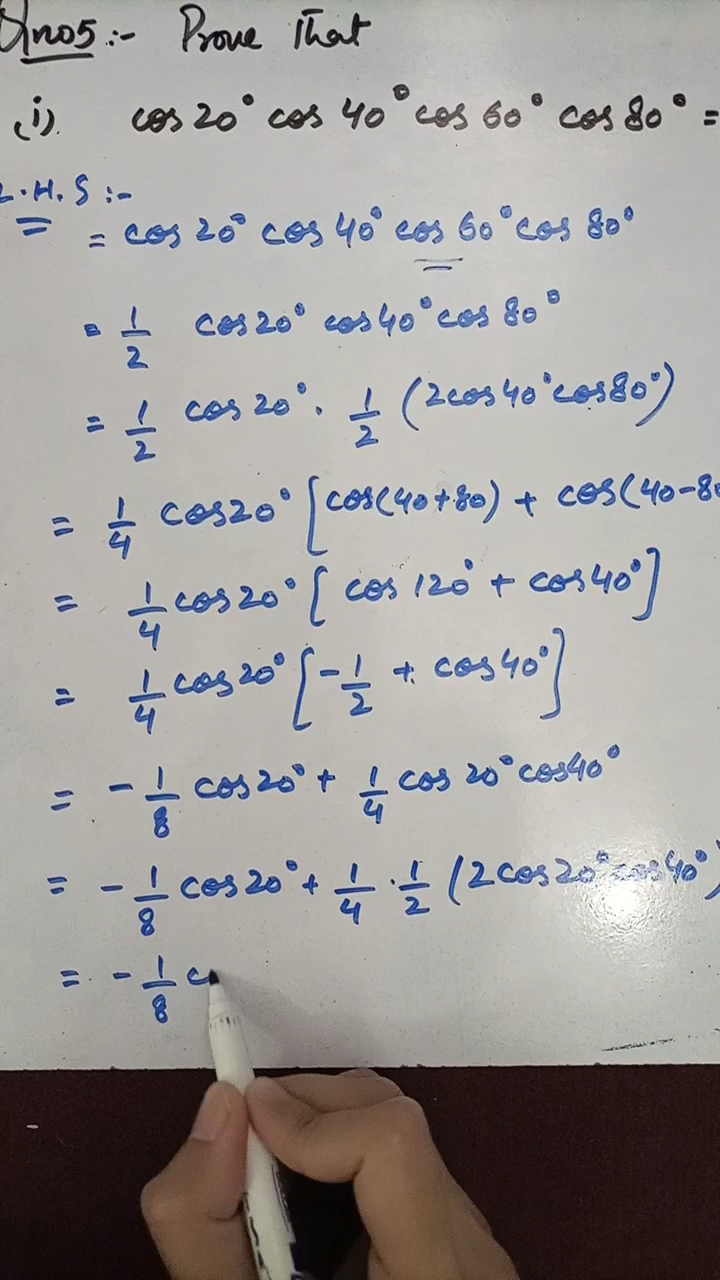 Qno5:- Prove That
(i). cos 20° cos 40° cos 60° cos 80° =
L.H.S :-
= cos 20° cos 40° cos 60° cos 80°
= 1/2 cos 20° cos 40° cos 80°
= 1/2 cos 20° . 1/2 (2cos 40° cos 80°)
= 1/4 cos 20° [cos(40+80) + cos(40-80
= 1/4 cos 20° [ cos 120° + cos 40°]
= 1/4 cos 20° [-1/2 + cos 40°]
= -1/8 cos 20° + 1/4 cos 20° cos 40°
= -1/8 cos 20° + 1/4 . 1/2 (2cos 20° cos 40°)
= -1/8 c